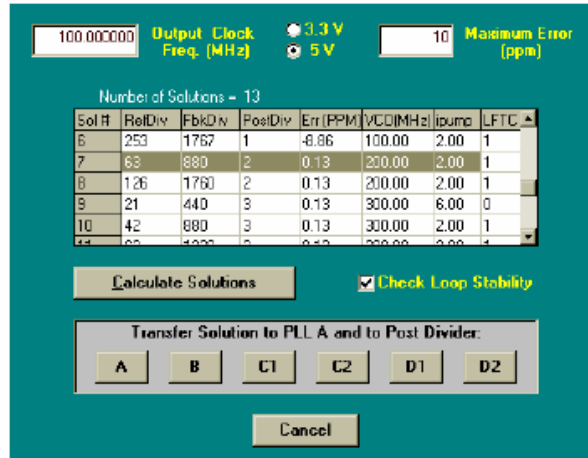 100.000000 Output Clock Freq. (MHz) 3.3 V 5 V 10 Maximum Error (ppm)
Number of Solutions = 13
Sol # RefDiv FbkDiv PostDiv Err (PPM) VCO(MHz) ipump LFTC
6 253 1767 1 -8.86 100.00 2.00 1
7 63 880 2 0.13 200.00 2.00 1
8 126 1760 2 0.13 200.00 2.00 1
9 21 440 3 0.13 300.00 6.00 0
10 42 880 3 0.13 300.00 2.00 1
Calculate Solutions Check Loop Stability
Transfer Solution to PLL A and to Post Divider:
A B C1 C2 D1 D2
Cancel